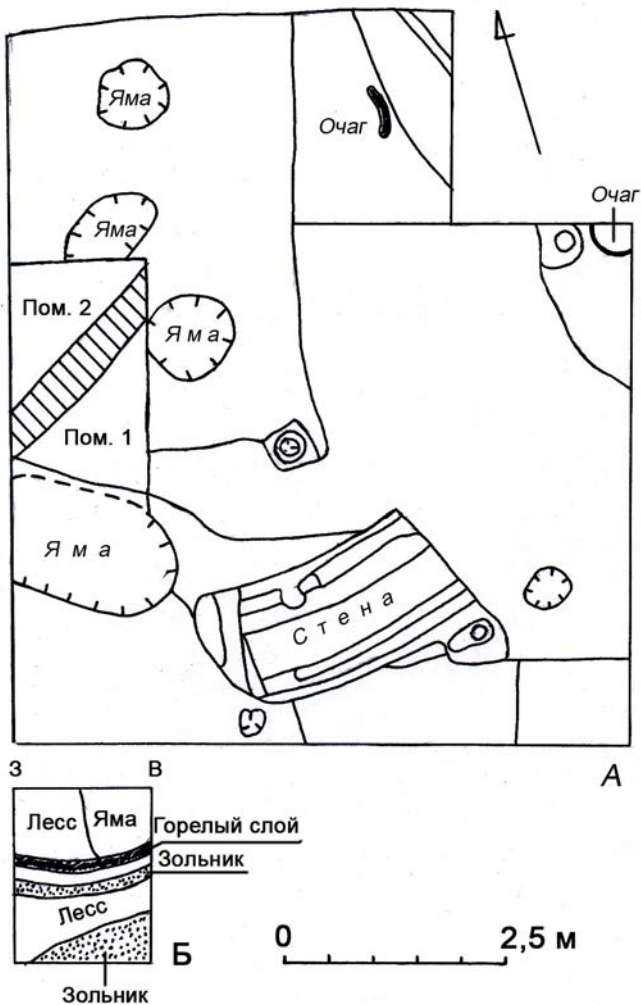 Яма
Очаг
Очаг
Яма
Пом. 2
Яма
Пом. 1
Яма
Стена
З В
А
Лесс Яма
Горелый слой
Зольник
Лесс
Б
0 2,5 м
Зольник